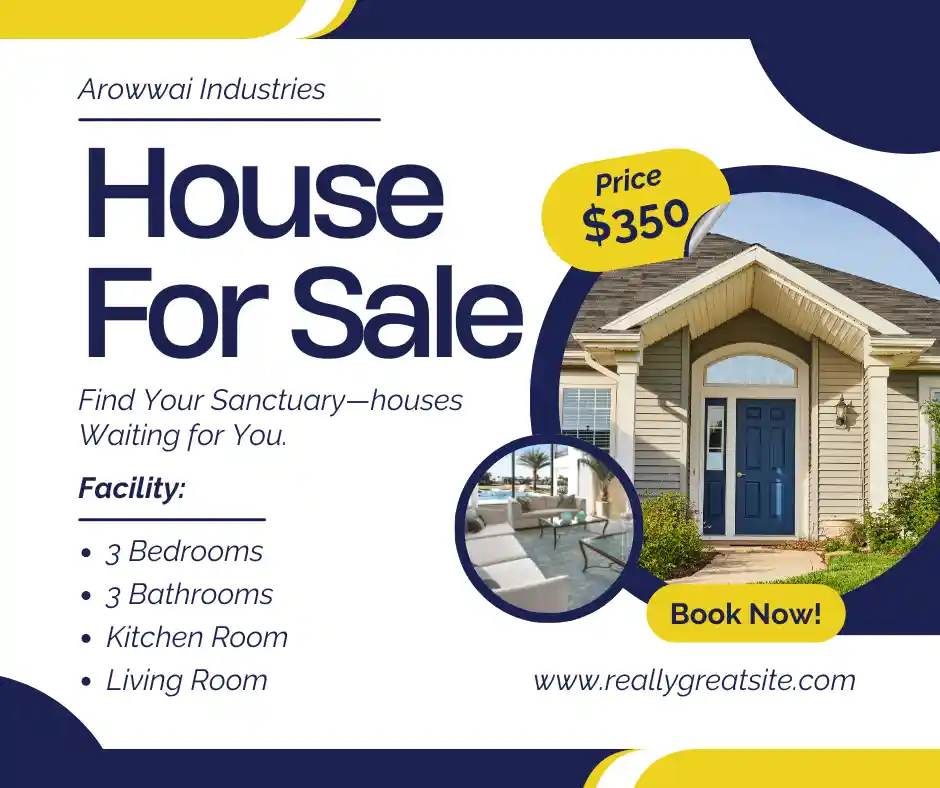 Arowwai Industries
House
For Sale
Price
$350
Find Your Sanctuary—houses
Waiting for You.
Facility:
• 3 Bedrooms
• 3 Bathrooms
• Kitchen Room
• Living Room
Book Now!
www.reallygreatsite.com